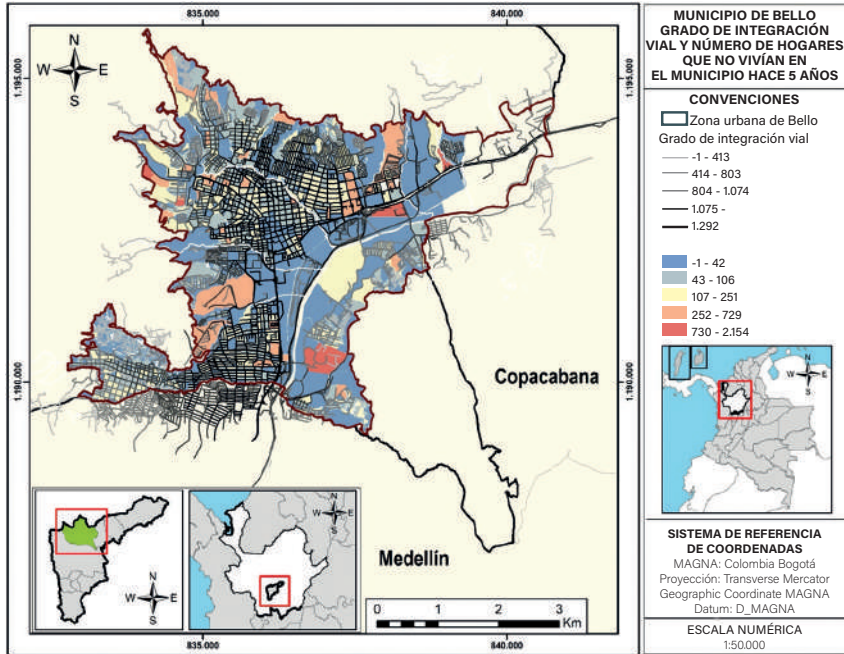 835.000
840.000
1.195.000
1.195.000
N
W
E
S
1.190.000
1.190.000
Copacabana
Medellín
N
W
E
S
N
W
E
S
0
1
2
3
Km
835.000
840.000
MUNICIPIO DE BELLO
GRADO DE INTEGRACIÓN
VIAL Y NÚMERO DE HOGARES
QUE NO VIVÍAN EN
EL MUNICIPIO HACE 5 AÑOS
CONVENCIONES
Zona urbana de Bello
Grado de integración vial
-1 - 413
414 - 803
804 - 1.074
1.075 -
1.292
-1 - 42
43 - 106
107 - 251
252 - 729
730 - 2.154
N
W
E
S
SISTEMA DE REFERENCIA
DE COORDENADAS
MAGNA: Colombia Bogotá
Proyección: Transverse Mercator
Geographic Coordinate MAGNA
Datum: D_MAGNA
ESCALA NUMÉRICA
1:50.000